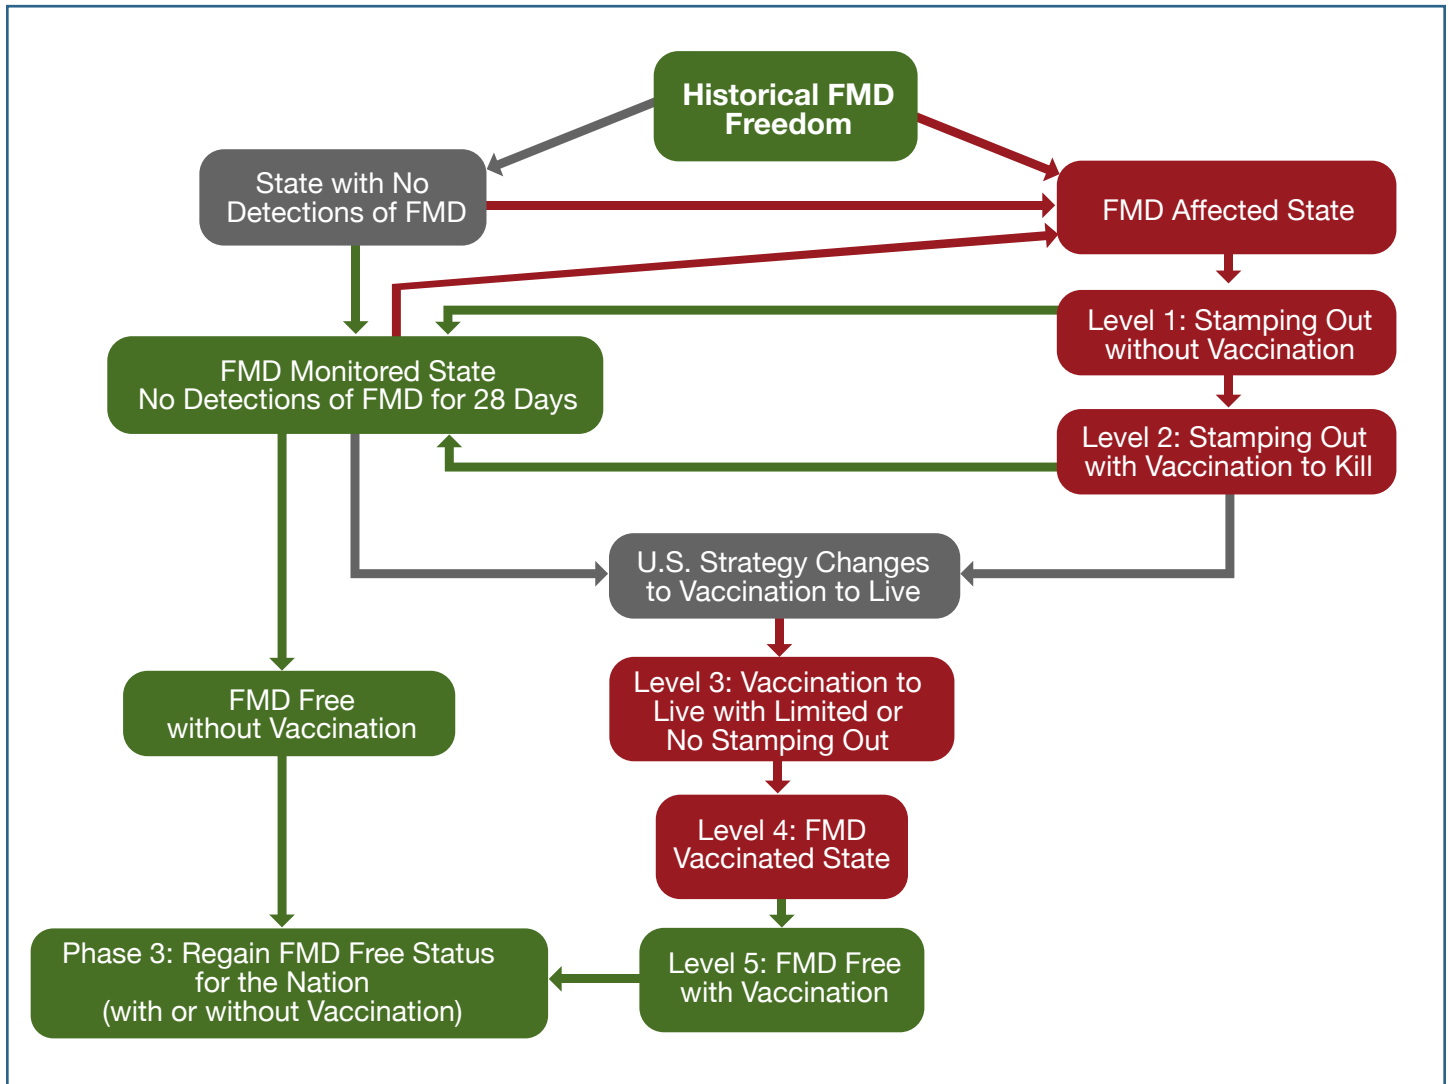 Historical FMD
Freedom
State with No
Detections of FMD
FMD Affected State
Level 1: Stamping Out
without Vaccination
FMD Monitored State
No Detections of FMD for 28 Days
Level 2: Stamping Out
with Vaccination to Kill
U.S. Strategy Changes
to Vaccination to Live
FMD Free
without Vaccination
Level 3: Vaccination to
Live with Limited or
No Stamping Out
Level 4: FMD
Vaccinated State
Phase 3: Regain FMD Free Status
for the Nation
(with or without Vaccination)
Level 5: FMD Free
with Vaccination